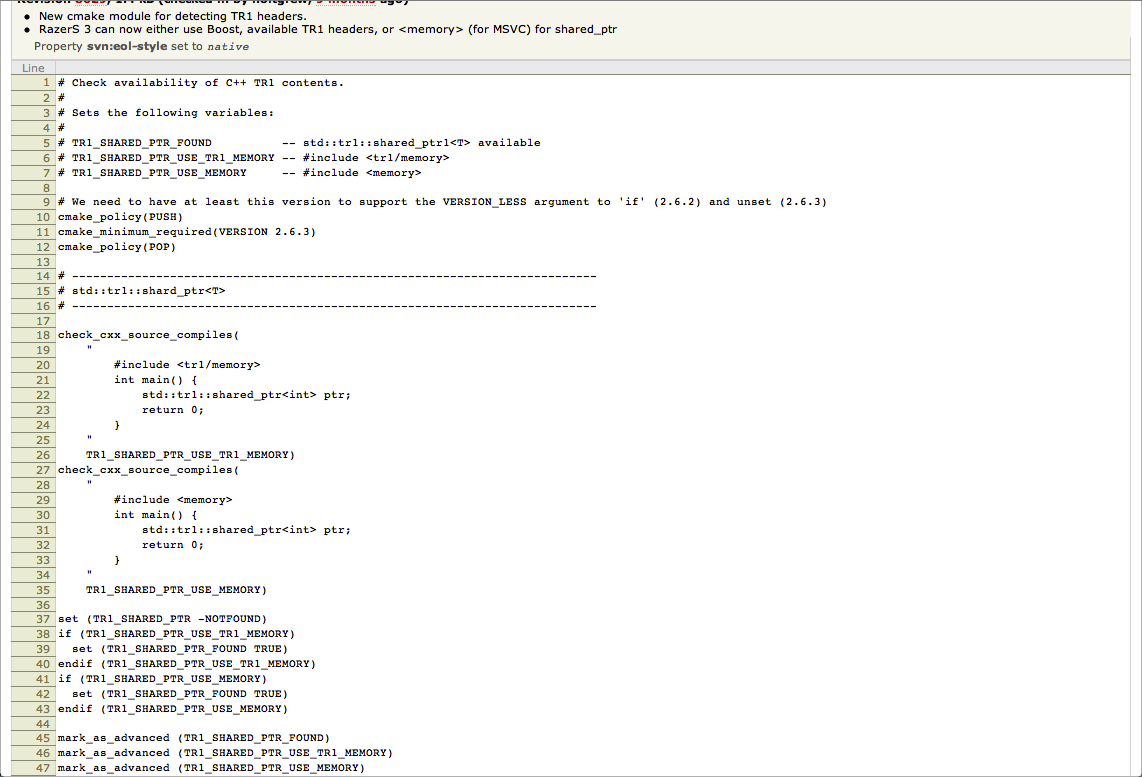 ● New cmake module for detecting TR1 headers.
● RazerS 3 can now either use Boost, available TR1 headers, or <memory> (for MSVC) for shared_ptr
Property svn:eol-style set to native
Line
1 # Check availability of C++ TR1 contents.
2 #
3 # Sets the following variables:
4 #
5 # TR1_SHARED_PTR_FOUND          -- std::tr1::shared_ptr1<T> available
6 # TR1_SHARED_PTR_USE_TR1_MEMORY -- #include <tr1/memory>
7 # TR1_SHARED_PTR_USE_MEMORY     -- #include <memory>
8
9 # We need to have at least this version to support the VERSION_LESS argument to 'if' (2.6.2) and unset (2.6.3)
10 cmake_policy(PUSH)
11 cmake_minimum_required(VERSION 2.6.3)
12 cmake_policy(POP)
13
14 # ---------------------------------------------------------------------------
15 # std::tr1::shard_ptr<T>
16 # ---------------------------------------------------------------------------
17
18 check_cxx_source_compiles(
19     "
20         #include <tr1/memory>
21         int main() {
22             std::tr1::shared_ptr<int> ptr;
23             return 0;
24         }
25     "
26     TR1_SHARED_PTR_USE_TR1_MEMORY)
27 check_cxx_source_compiles(
28     "
29         #include <memory>
30         int main() {
31             std::tr1::shared_ptr<int> ptr;
32             return 0;
33         }
34     "
35     TR1_SHARED_PTR_USE_MEMORY)
36
37 set (TR1_SHARED_PTR -NOTFOUND)
38 if (TR1_SHARED_PTR_USE_TR1_MEMORY)
39   set (TR1_SHARED_PTR_FOUND TRUE)
40 endif (TR1_SHARED_PTR_USE_TR1_MEMORY)
41 if (TR1_SHARED_PTR_USE_MEMORY)
42   set (TR1_SHARED_PTR_FOUND TRUE)
43 endif (TR1_SHARED_PTR_USE_MEMORY)
44
45 mark_as_advanced (TR1_SHARED_PTR_FOUND)
46 mark_as_advanced (TR1_SHARED_PTR_USE_TR1_MEMORY)
47 mark_as_advanced (TR1_SHARED_PTR_USE_MEMORY)